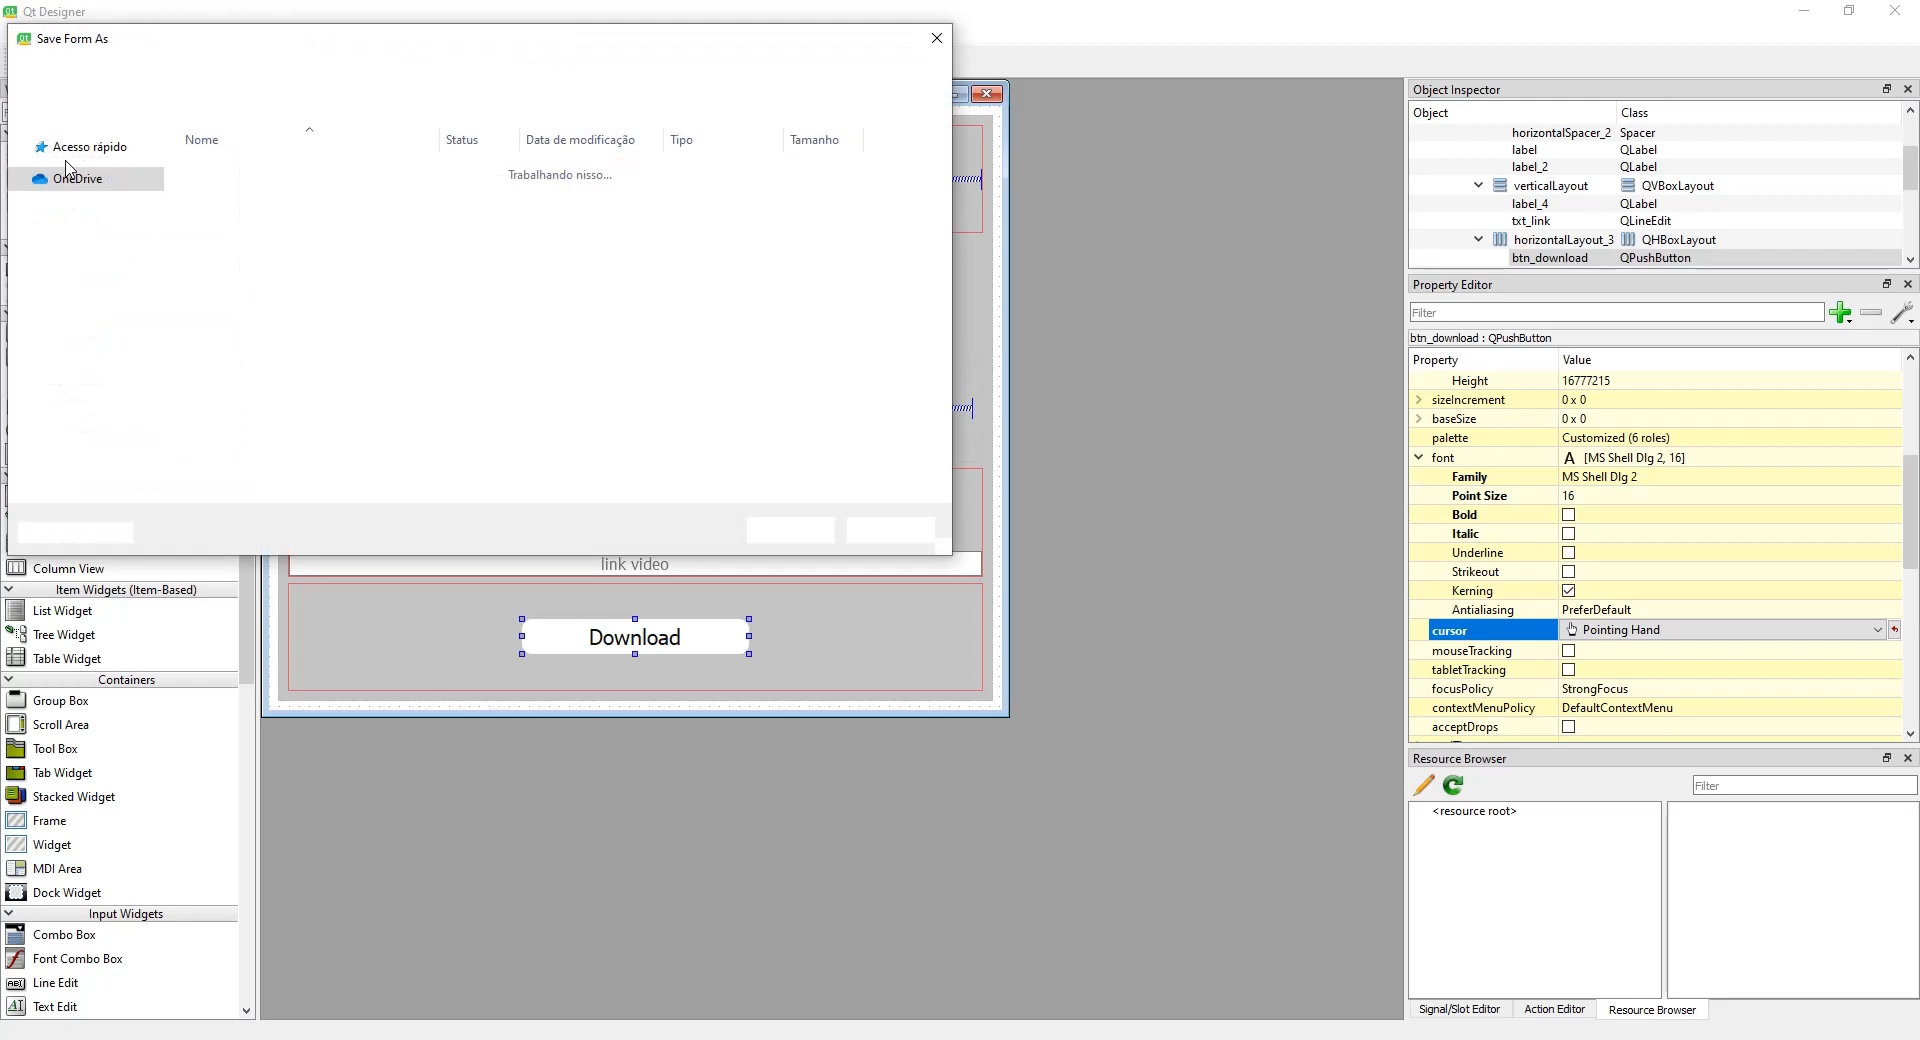 Qt Designer
Save Form As
Acesso rápido
OneDrive
Nome
Status
Data de modificação
Tipo
Tamanho
Trabalhando nisso...
link video
Download
Column View
Item Widgets (Item-Based)
List Widget
Tree Widget
Table Widget
Containers
Group Box
Scroll Area
Tool Box
Tab Widget
Stacked Widget
Frame
Widget
MDI Area
Dock Widget
Input Widgets
Combo Box
Font Combo Box
Line Edit
Text Edit
Object Inspector
Object Class
horizontalSpacer_2 Spacer
label QLabel
label_2 QLabel
verticalLayout QVBoxLayout
label_4 QLabel
txt_link QLineEdit
horizontalLayout_3 QHBoxLayout
btn_download QPushButton
Property Editor
Filter
btn_download : QPushButton
Property Value
Height 16777215
sizeIncrement 0 x 0
baseSize 0 x 0
palette Customized (6 roles)
font A [MS Shell Dlg 2, 16]
Family MS Shell Dlg 2
Point Size 16
Bold
Italic
Underline
Strikeout
Kerning
Antialiasing PreferDefault
cursor Pointing Hand
mouseTracking
tabletTracking
focusPolicy StrongFocus
contextMenuPolicy DefaultContextMenu
acceptDrops
Resource Browser
Filter
<resource root>
Signal/Slot Editor Action Editor Resource Browser